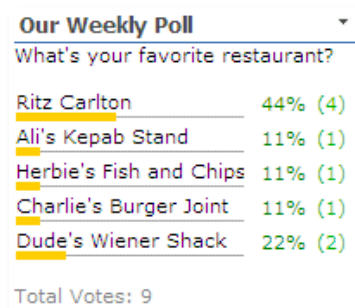 Our Weekly Poll
What's your favorite restaurant?
Ritz Carlton 44% (4)
Ali's Kepab Stand 11% (1)
Herbie's Fish and Chips 11% (1)
Charlie's Burger Joint 11% (1)
Dude's Wiener Shack 22% (2)
Total Votes: 9